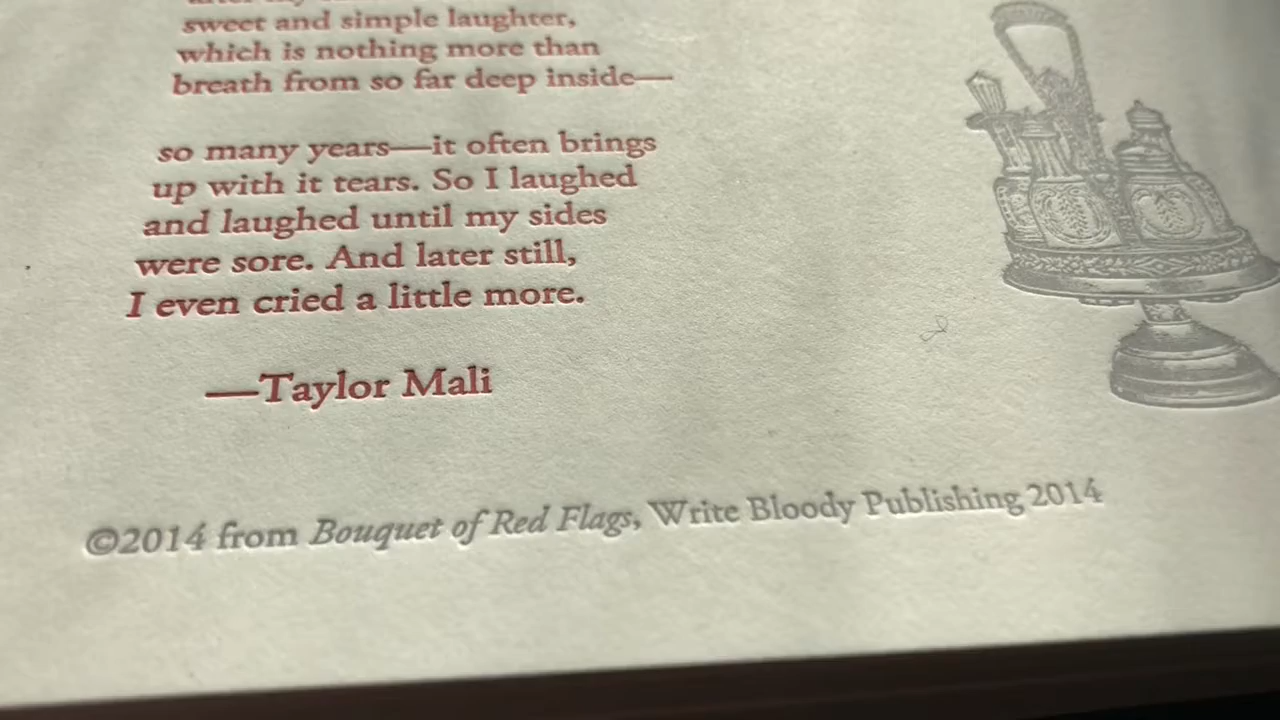 sweet and simple laughter,
which is nothing more than
breath from so far deep inside—
so many years—it often brings
up with it tears. So I laughed
and laughed until my sides
were sore. And later still,
I even cried a little more.
—Taylor Mali
©2014 from Bouquet of Red Flags, Write Bloody Publishing 2014